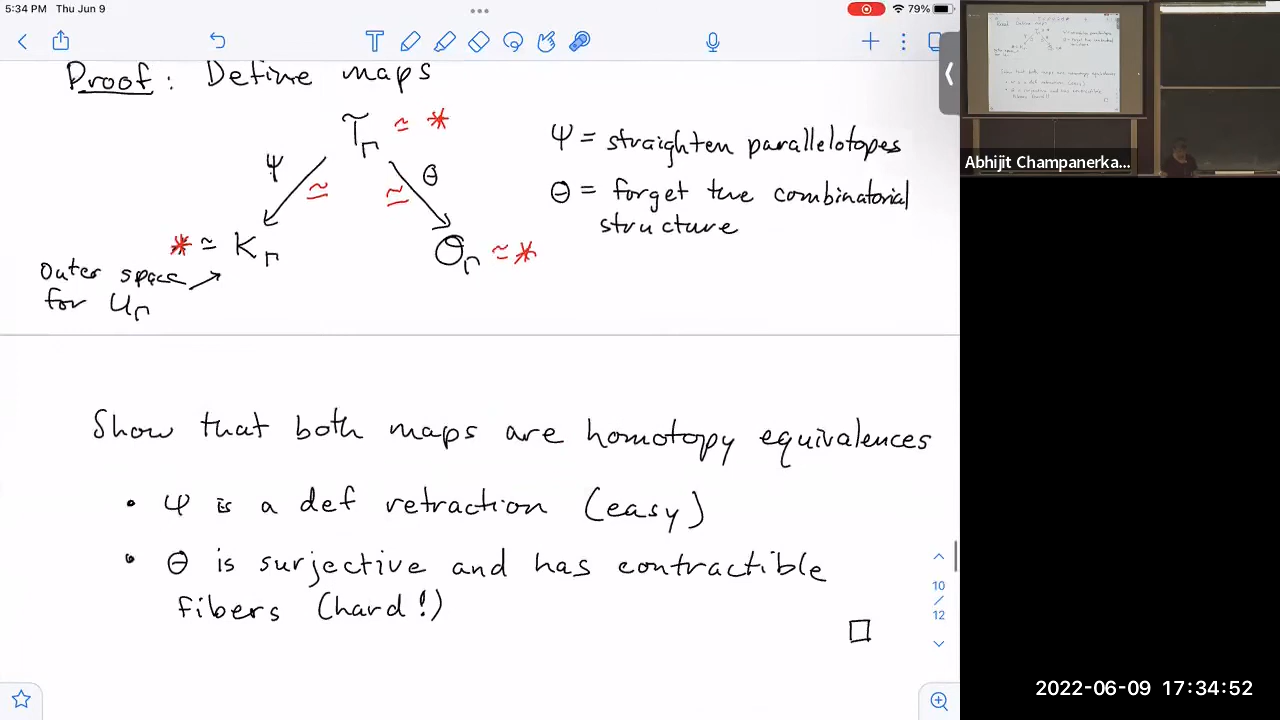 5:34 PM Thu Jun 9
79%
Proof: Define maps
T̃_Γ ≃ *
Ψ ≃ ≃ Θ
* ≃ K_Γ
O_Γ ≃ *
Outer space
for U_Γ
Ψ = straighten parallelotopes
Θ = forget the combinatorial
structure
Show that both maps are homotopy equivalences
• Ψ is a def retraction (easy)
• Θ is surjective and has contractible
fibers (hard!)
□
10
/
12
Abhijit Champanerka...
2022-06-09 17:34:52